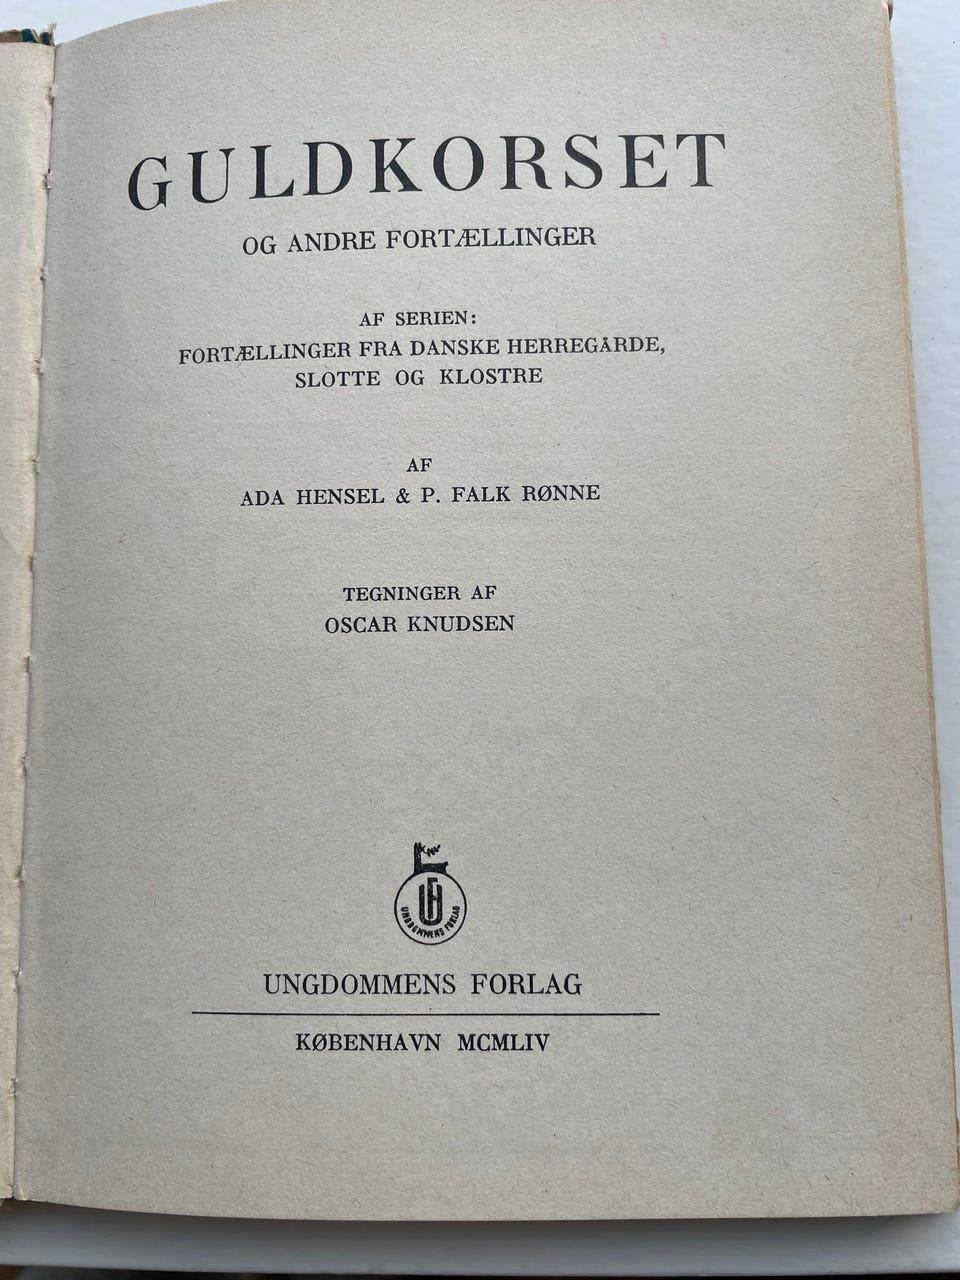 GULDKORSET
OG ANDRE FORTÆLLINGER
AF SERIEN:
FORTÆLLINGER FRA DANSKE HERREGÅRDE,
SLOTTE OG KLOSTRE
AF
ADA HENSEL & P. FALK RØNNE
TEGNINGER AF
OSCAR KNUDSEN
UNGDOMMENS FORLAG
UNGDOMMENS FORLAG
KØBENHAVN MCMLIV